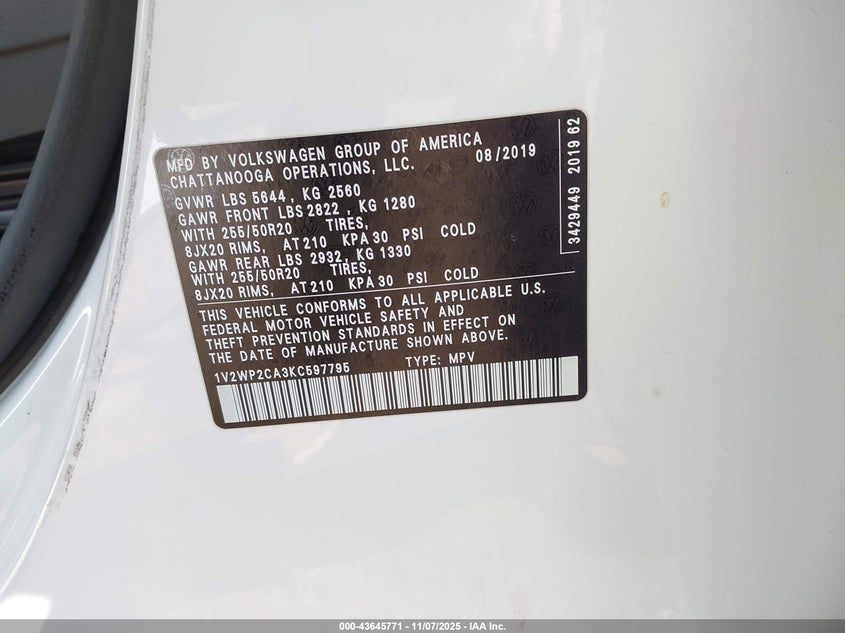 MFD BY VOLKSWAGEN GROUP OF AMERICA
CHATTANOOGA OPERATIONS, LLC. 08/2019
GVWR LBS 5644 , KG 2560
GAWR FRONT LBS 2822 , KG 1280
WITH 255/50R20 TIRES,
8JX20 RIMS, AT 210 KPA 30 PSI COLD
GAWR REAR LBS 2932, KG 1330
WITH 255/50R20 TIRES,
8JX20 RIMS, AT 210 KPA 30 PSI COLD
THIS VEHICLE CONFORMS TO ALL APPLICABLE U.S.
FEDERAL MOTOR VEHICLE SAFETY AND
THEFT PREVENTION STANDARDS IN EFFECT ON
THE DATE OF MANUFACTURE SHOWN ABOVE.
1V2WP2CA3KC597795 TYPE: MPV
3429449 2019 62
000-43645771 - 11/07/2025 - IAA Inc.